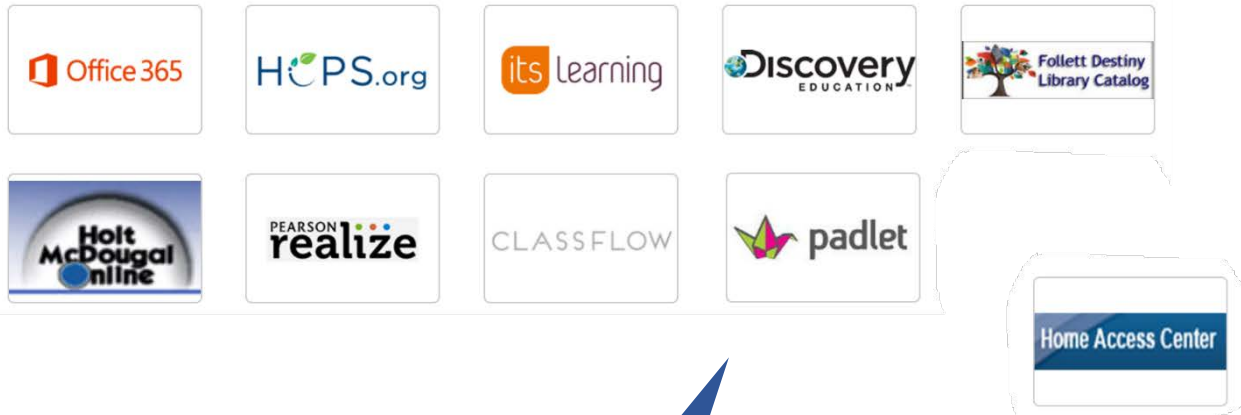 Office 365
HCPS.org
its learning
DISCOVERY
EDUCATION
Follett Destiny
Library Catalog
Holt
McDougal
Online
PEARSON
realize
CLASSFLOW
padlet
Home Access Center